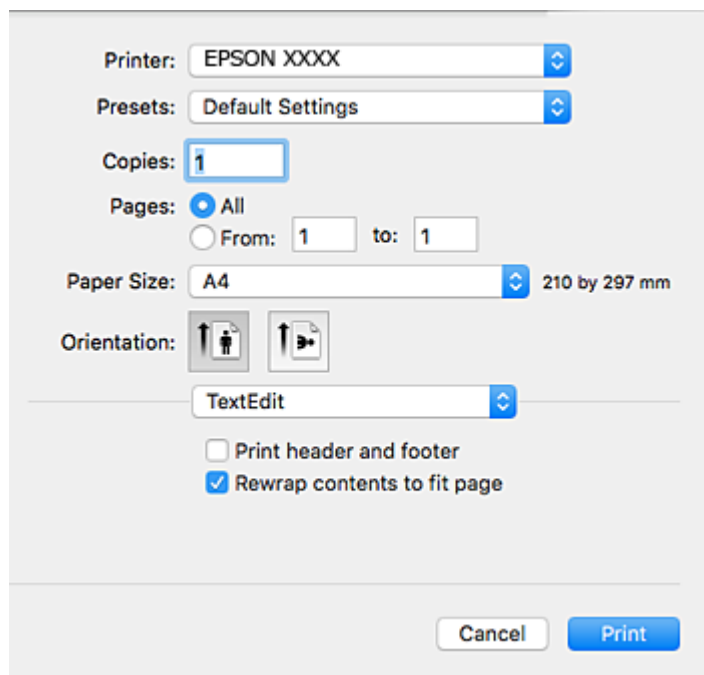 Printer: EPSON XXXX
Presets: Default Settings
Copies: 1
Pages: All
From: 1 to: 1
Paper Size: A4 210 by 297 mm
Orientation:
TextEdit
Print header and footer
Rewrap contents to fit page
Cancel Print